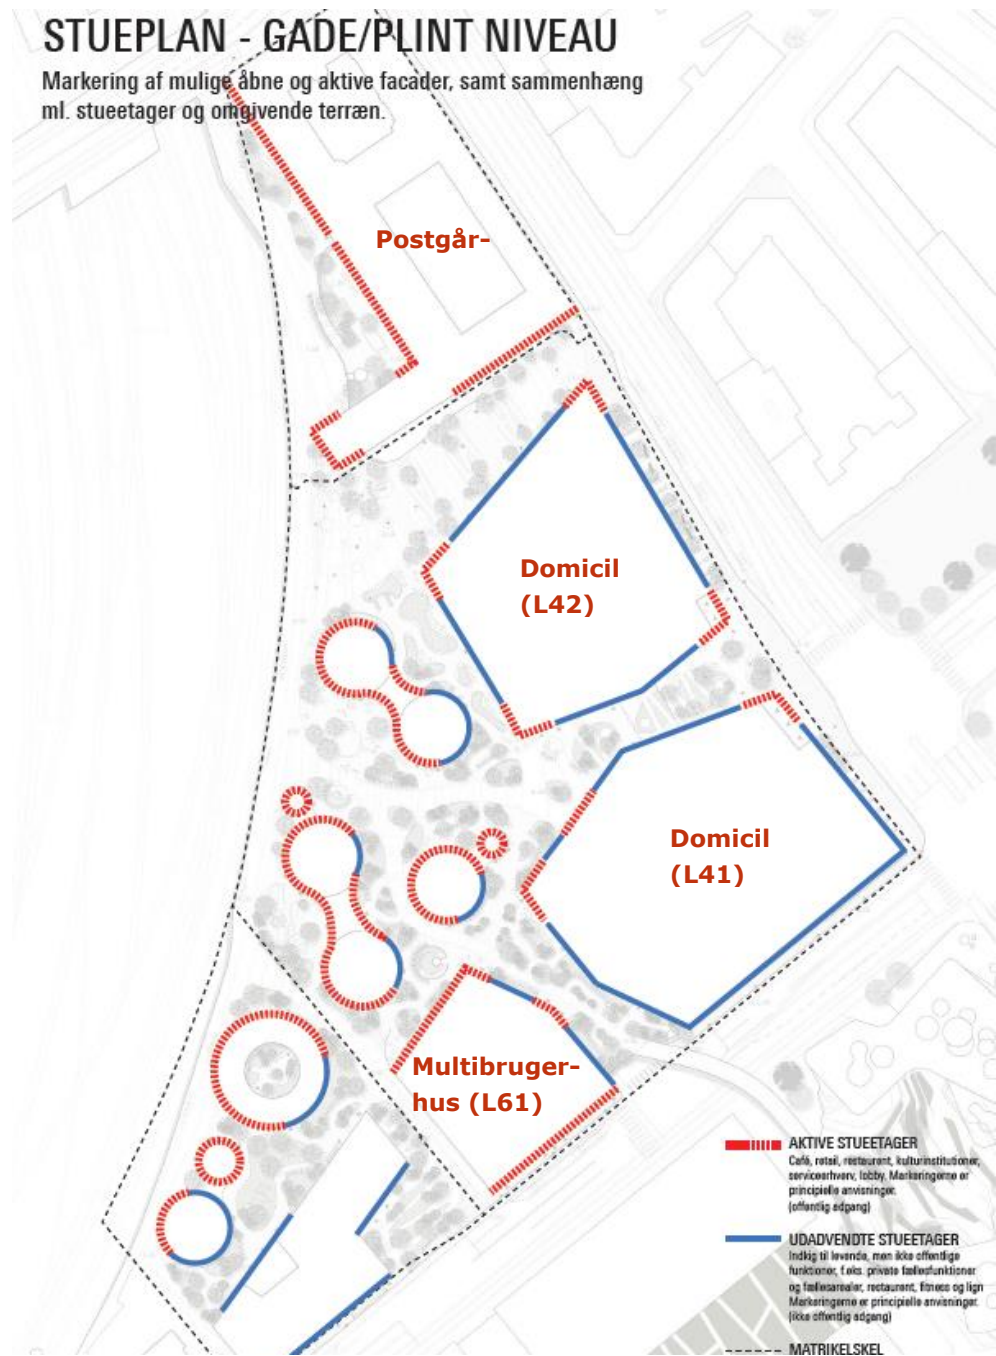 STUEPLAN - GADE/PLINT NIVEAU
Markering af mulige åbne og aktive facader, samt sammenhæng
ml. stueetager og omgivende terræn.
Postgår-
Domicil
(L42)
Domicil
(L41)
Multibruger-
hus (L61)
AKTIVE STUEETAGER
Café, retail, restaurent, kulturinstitutioner,
serviceerhverv, lobby. Markeringerne er
principielle anvisninger.
(offentlig adgang)
UDADVENDTE STUEETAGER
Indkig til levende, men ikke offentlige
funktioner, f.eks. private fællesfunktioner
og fællesarealer, restaurent, fitness og lign
Markeringerne er principielle anvisninger.
(ikke offentlig adgang)
MATRIKELSKEL